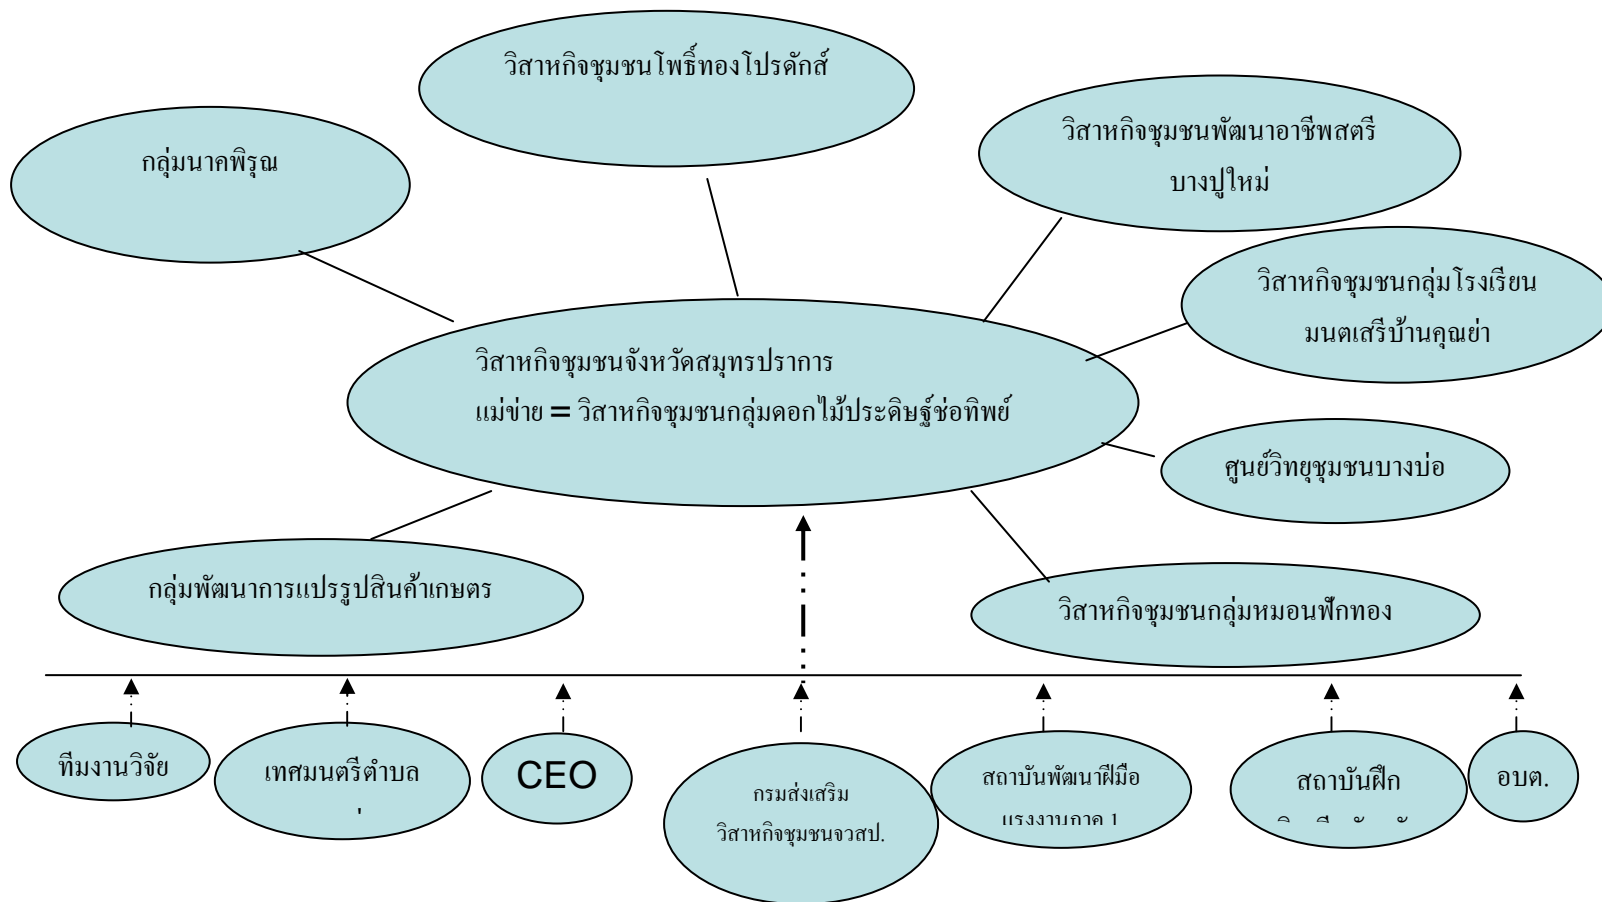 วิสาหกิจชุมชนโพธิ์ทองโปรดักส์
กลุ่มนาคพิรุณ
วิสาหกิจชุมชนพัฒนาอาชีพสตรี
บางปูใหม่
วิสาหกิจชุมชนกลุ่มโรงเรียน
มนตเสรีบ้านคุณย่า
วิสาหกิจชุมชนจังหวัดสมุทรปราการ
แม่ข่าย = วิสาหกิจชุมชนกลุ่มดอกไม้ประดิษฐ์ช่อทิพย์
ศูนย์วิทยุชุมชนบางบ่อ
กลุ่มพัฒนาการแปรรูปสินค้าเกษตร
วิสาหกิจชุมชนกลุ่มหมอนฟักทอง
ทีมงานวิจัย
เทศมนตรีตำบล
CEO
กรมส่งเสริม
วิสาหกิจชุมชนจวสป.
สถาบันพัฒนาฝีมือ
แรงงานภาค 1
สถาบันฝึก
อบต.